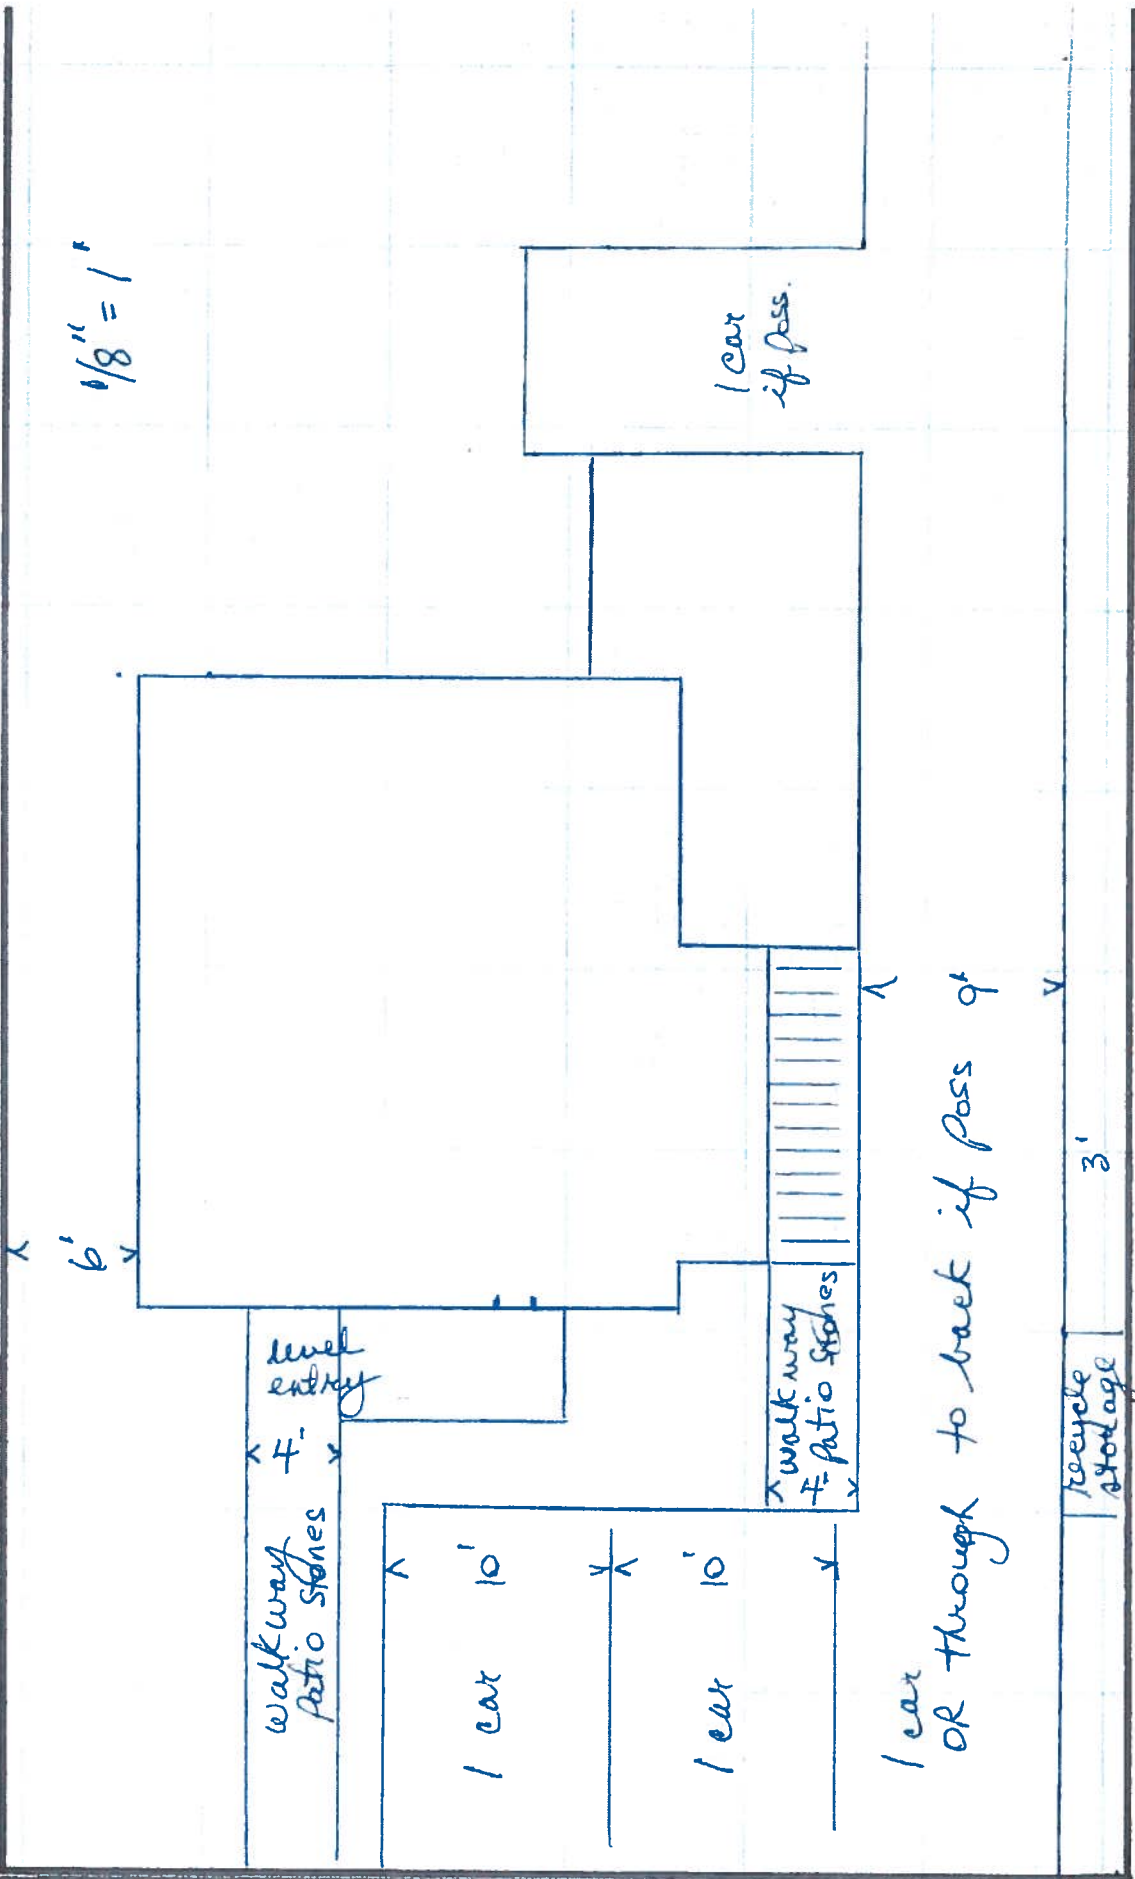 1/8" = 1'
6'
level
entry
walkway
Patio stones
4'
1 car 10'
1 car 10'
walkway
Patio stones
4'
1 car
if poss.
1 car
OR through to back if poss 9'
recycle
storage
3'